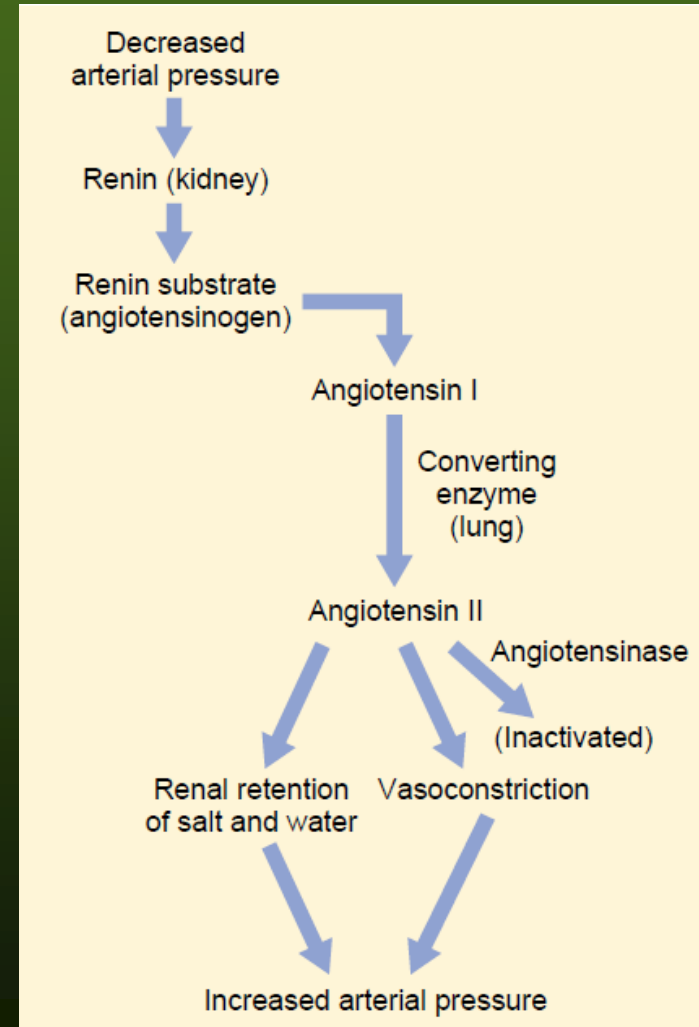 Decreased
arterial pressure
Renin (kidney)
Renin substrate
(angiotensinogen)
Angiotensin I
Converting
enzyme
(lung)
Angiotensin II
Angiotensinase
(Inactivated)
Renal retention
of salt and water
Vasoconstriction
Increased arterial pressure